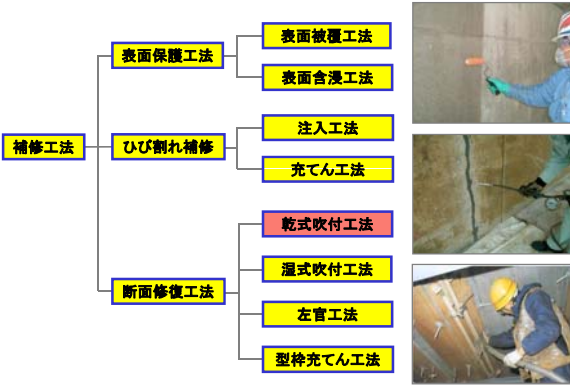 補修工法
表面保護工法
表面被覆工法
表面含浸工法
ひび割れ補修
注入工法
充てん工法
断面修復工法
乾式吹付工法
湿式吹付工法
左官工法
型枠充てん工法